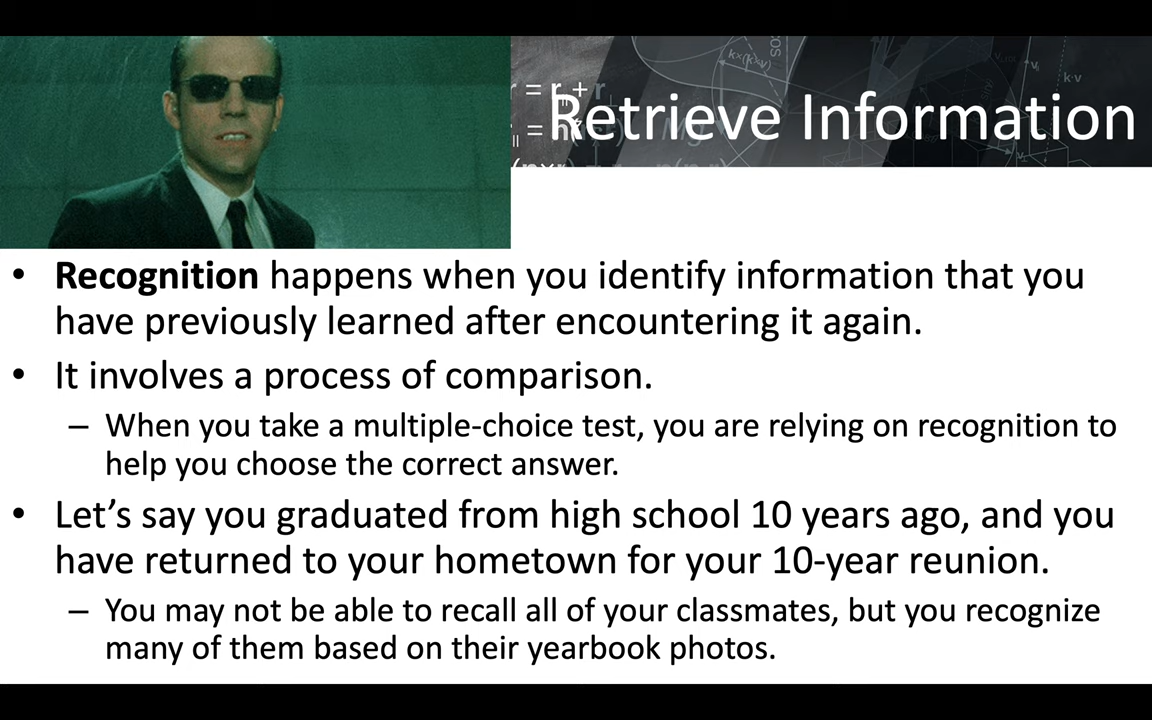 Retrieve Information
• Recognition happens when you identify information that you
have previously learned after encountering it again.
• It involves a process of comparison.
– When you take a multiple-choice test, you are relying on recognition to
help you choose the correct answer.
• Let’s say you graduated from high school 10 years ago, and you
have returned to your hometown for your 10-year reunion.
– You may not be able to recall all of your classmates, but you recognize
many of them based on their yearbook photos.